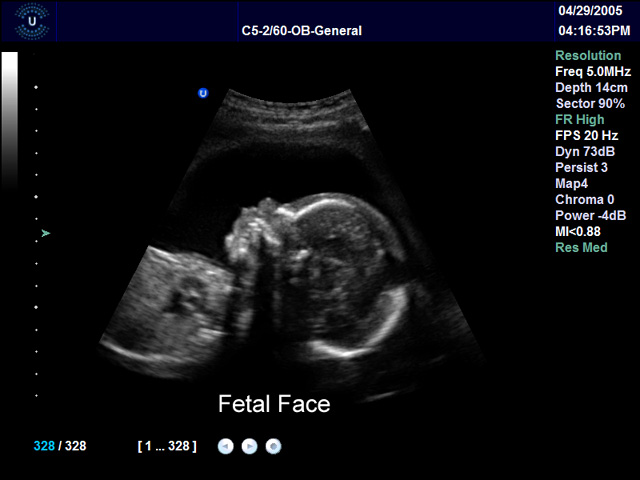 U
C5-2/60-OB-General
04/29/2005
04:16:53PM
U
Resolution
Freq 5.0MHz
Depth 14cm
Sector 90%
FR High
FPS 20 Hz
Dyn 73dB
Persist 3
Map4
Chroma 0
Power -4dB
MI<0.88
Res Med
Fetal Face
328 / 328 [ 1 ... 328 ]